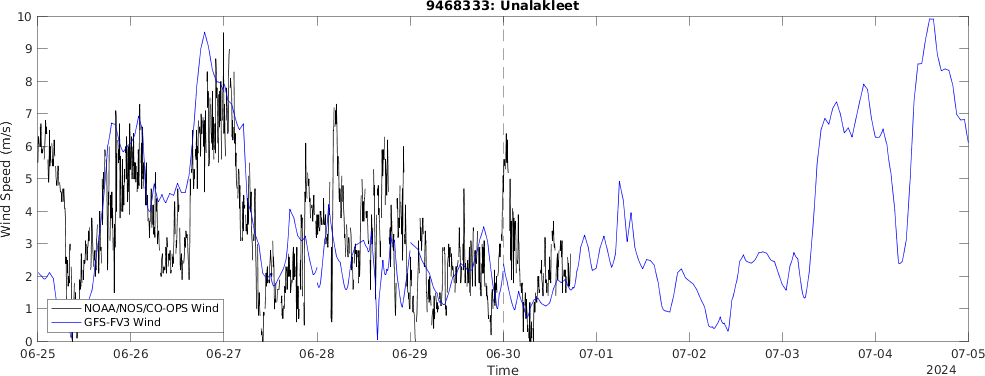 9468333: Unalakleet
10
9
8
7
6
5
4
3
2
1
0
Wind Speed (m/s)
NOAA/NOS/CO-OPS Wind
GFS-FV3 Wind
06-25 06-26 06-27 06-28 06-29 06-30 07-01 07-02 07-03 07-04 07-05
Time
2024